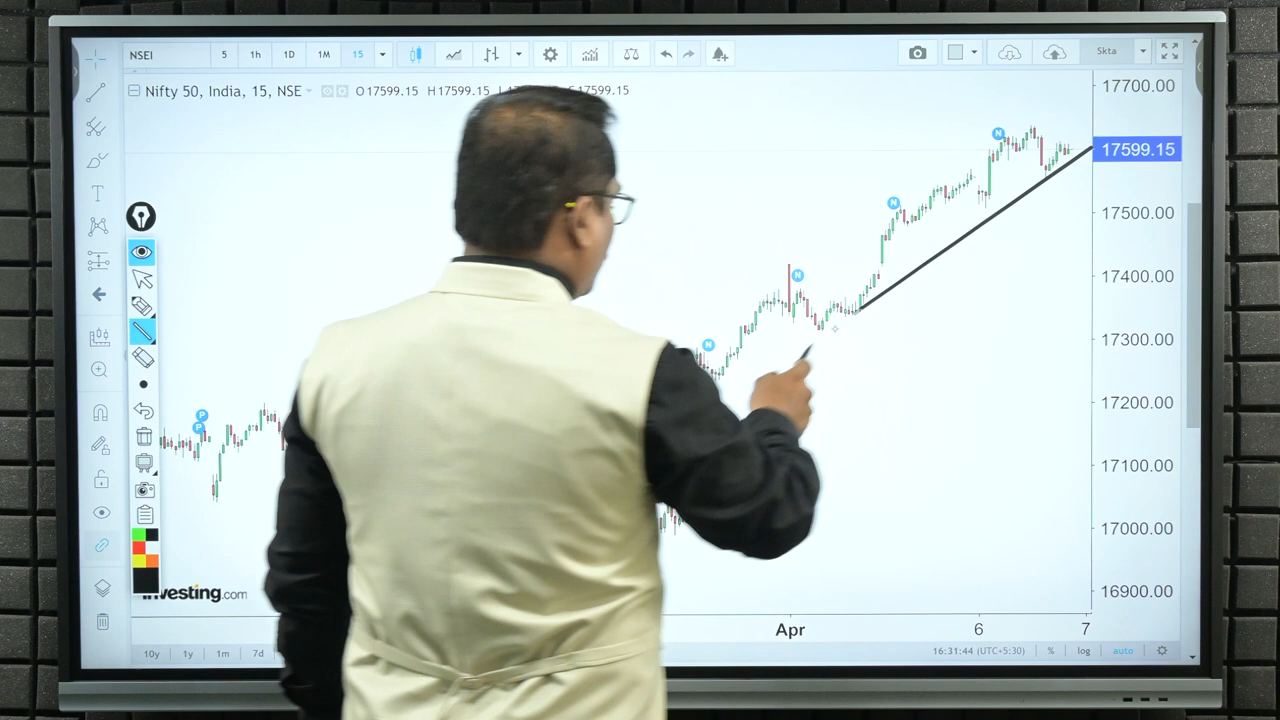 NSEI 5 1h 1D 1M 15 Skta
Nifty 50, India, 15, NSE O17599.15 H17599.15 17599.15
17700.00
17599.15
17500.00
17400.00
17300.00
17200.00
17100.00
17000.00
16900.00
N
N
N
N
P
P
T
investing.com
Apr 6 7
10y 1y 1m 7d 16:31:44 (UTC+5:30) % log auto